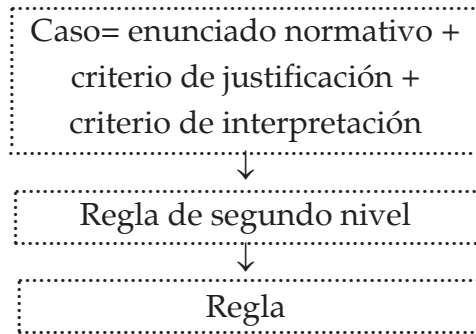 Caso= enunciado normativo +
criterio de justificación +
criterio de interpretación
↓
Regla de segundo nivel
↓
Regla